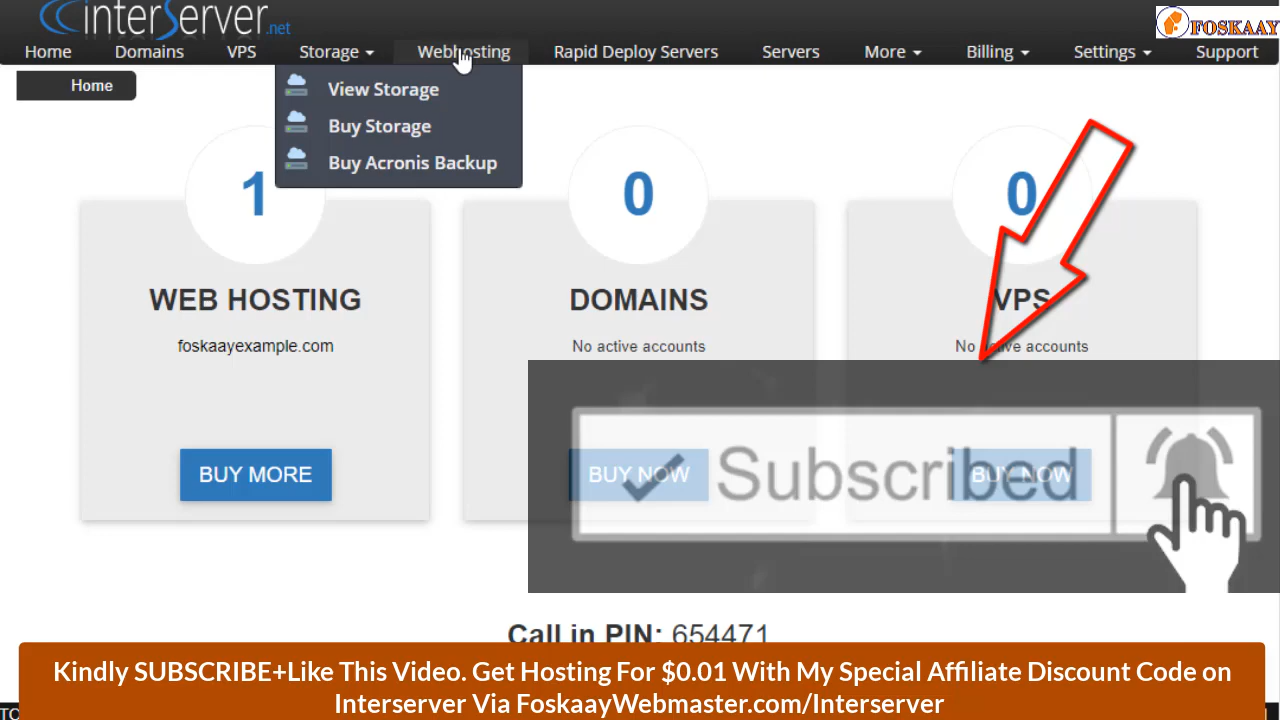 interServer.net
FOSKAAY
Home Domains VPS Storage Webhosting Rapid Deploy Servers Servers More Billing Settings Support
Home
View Storage
Buy Storage
Buy Acronis Backup
1 0 0
WEB HOSTING DOMAINS VPS
foskaayexample.com No active accounts No active accounts
BUY MORE BUY NOW BUY NOW
Subscribed
Call in PIN: 654471
Kindly SUBSCRIBE+Like This Video. Get Hosting For $0.01 With My Special Affiliate Discount Code on
Interserver Via FoskaayWebmaster.com/Interserver